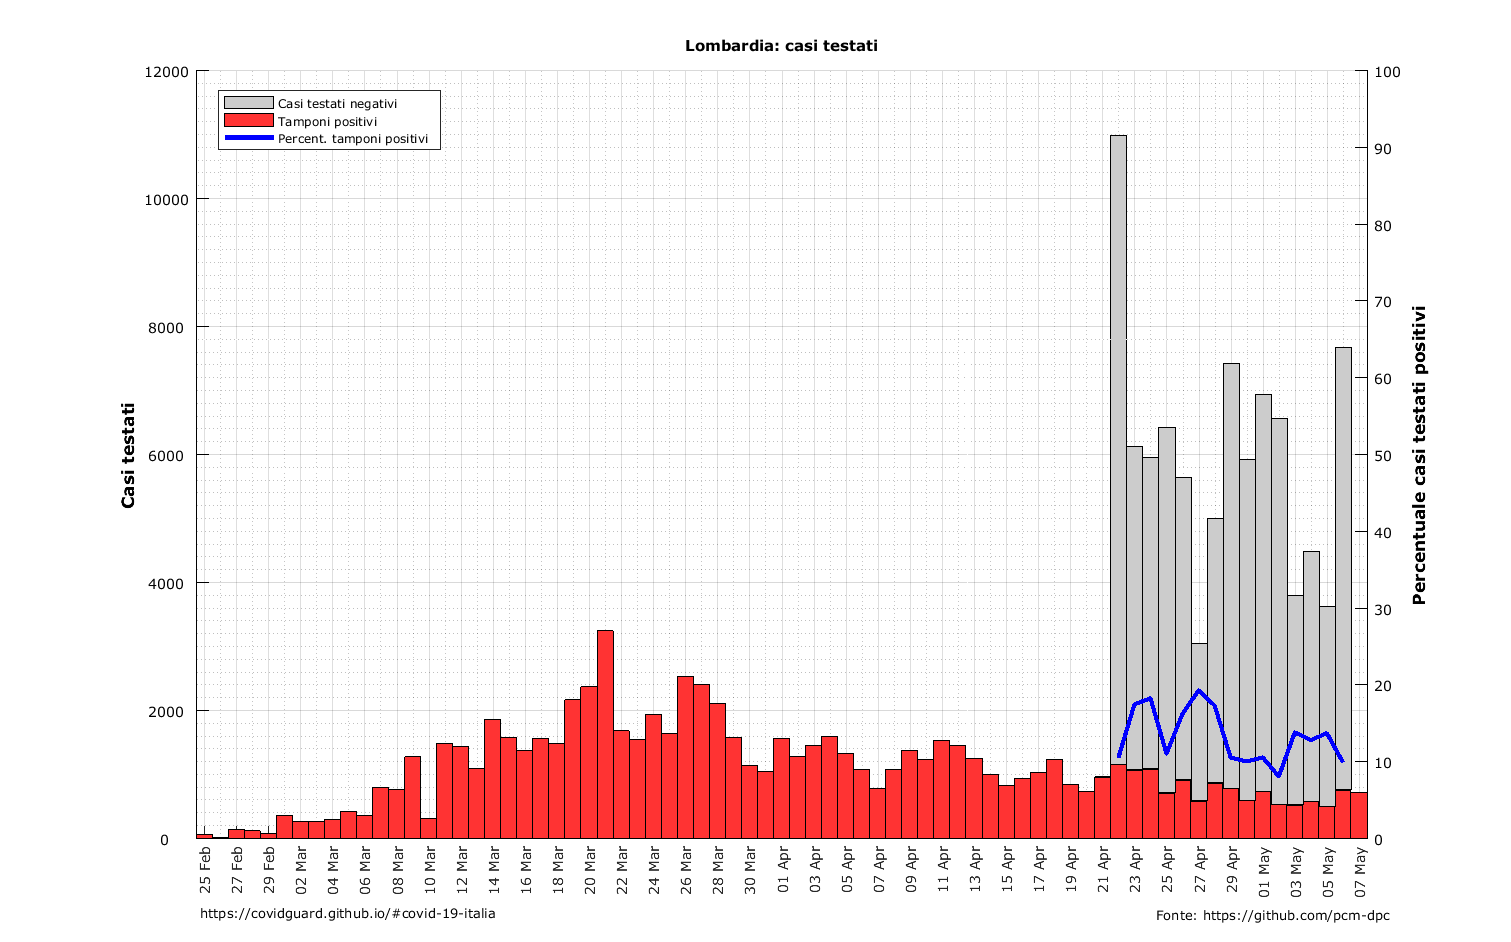 Lombardia: casi testati
Casi testati negativi
Tamponi positivi
Percent. tamponi positivi
12000
10000
8000
6000
4000
2000
0
Casi testati
100
90
80
70
60
50
40
30
20
10
0
Percentuale casi testati positivi
25 Feb
27 Feb
29 Feb
02 Mar
04 Mar
06 Mar
08 Mar
10 Mar
12 Mar
14 Mar
16 Mar
18 Mar
20 Mar
22 Mar
24 Mar
26 Mar
28 Mar
30 Mar
01 Apr
03 Apr
05 Apr
07 Apr
09 Apr
11 Apr
13 Apr
15 Apr
17 Apr
19 Apr
21 Apr
23 Apr
25 Apr
27 Apr
29 Apr
01 May
03 May
05 May
07 May
https://covidguard.github.io/#covid-19-italia
Fonte: https://github.com/pcm-dpc